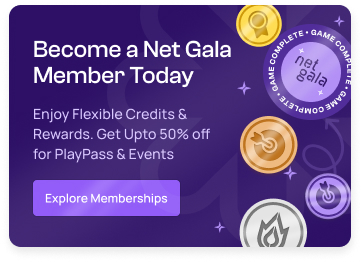 Become a Net Gala
Member Today
Enjoy Flexible Credits &
Rewards. Get Upto 50% off
for PlayPass & Events
Explore Memberships
GAME COMPLETE • GAME COMPLETE • GAME COMPLETE •
net
gala